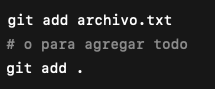 git add archivo.txt
# o para agregar todo
git add .